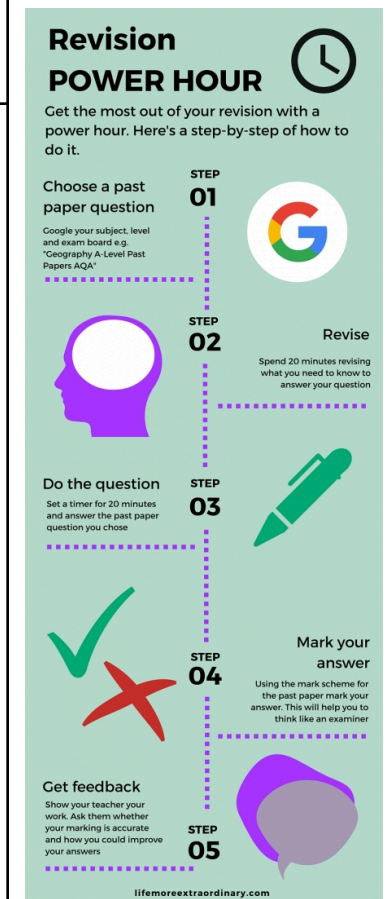 Revision
POWER HOUR
Get the most out of your revision with a
power hour. Here's a step-by-step of how to
do it.
STEP
01
Choose a past
paper question
Google your subject, level
and exam board e.g.
"Geography A-Level Past
Papers AQA"
G
STEP
02
Revise
Spend 20 minutes revising
what you need to know to
answer your question
Do the question
Set a timer for 20 minutes
and answer the past paper
question you chose
STEP
03
Mark your
answer
Using the mark scheme for
the past paper mark your
answer. This will help you to
think like an examiner
STEP
04
Get feedback
Show your teacher your
work. Ask them whether
your marking is accurate
and how you could improve
your answers
STEP
05
lifemoreextraordinary.com